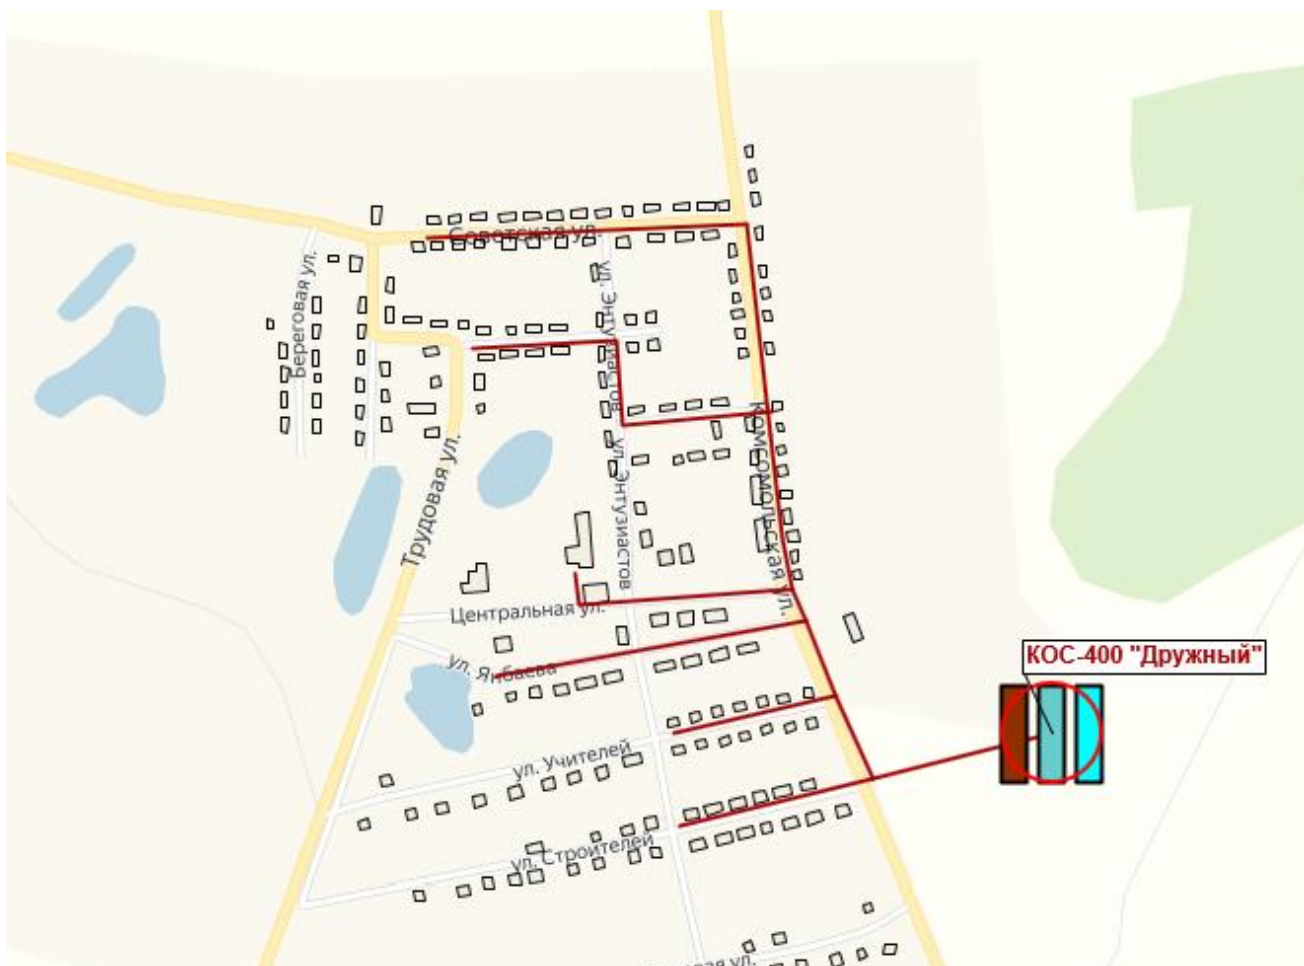 Советская ул.
Береговая ул.
ул. Энтузиастов
Комсомольская ул.
Трудовая ул.
ул. Энтузиастов
Центральная ул.
КОС-400 "Дружный"
ул. Янбаева
ул. Учителей
ул. Строителей